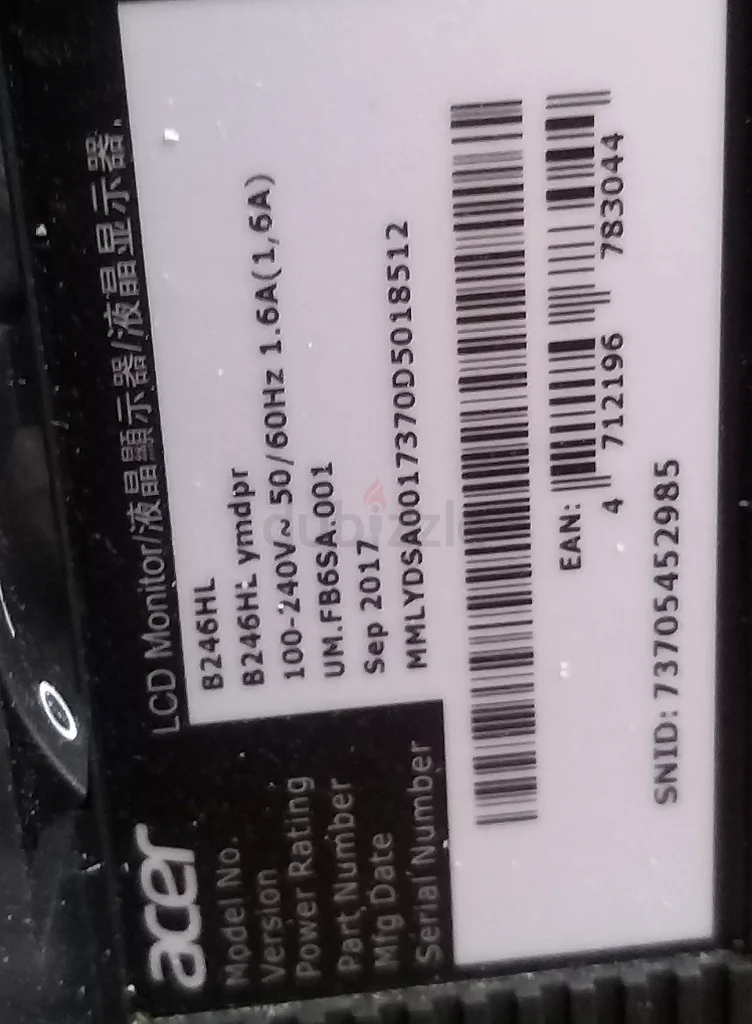 acer LCD Monitor/液晶顯示器/液晶显示器.
Model No. B246HL
Version B246HL ymdpr
Power Rating 100-240V~ 50/60Hz 1.6A(1,6A)
Part Number UM.FB6SA.001
Mfg Date Sep 2017
Serial Number MMLYDSA0017370D5018512
EAN:
4 712196 783044
SNID: 73705452985
dubizzle